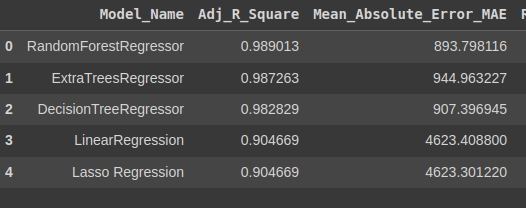 Model_Name Adj_R_Square Mean_Absolute_Error_MAE
0 RandomForestRegressor 0.989013 893.798116
1 ExtraTreesRegressor 0.987263 944.963227
2 DecisionTreeRegressor 0.982829 907.396945
3 LinearRegression 0.904669 4623.408800
4 Lasso Regression 0.904669 4623.301220